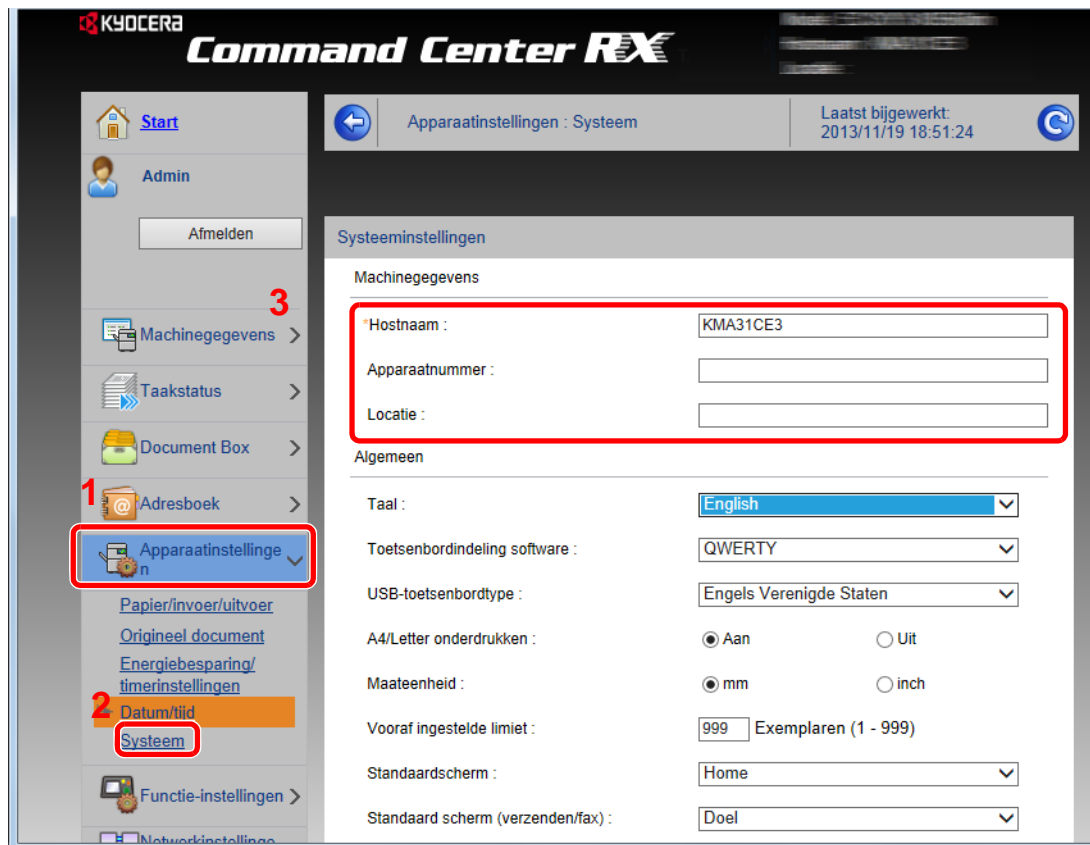 KYOCERA
Command Center RX
Start
Apparaatinstellingen : Systeem
Laatst bijgewerkt:
2013/11/19 18:51:24
Admin
Afmelden
Systeeminstellingen
Machinegegevens
3
*Hostnaam :
KMA31CE3
Machinegegevens
Apparaatnummer :
Taakstatus
Locatie :
Document Box
Algemeen
1
Adresboek
Taal :
English
Apparaatinstellinge
n
Toetsenbordindeling software :
QWERTY
USB-toetsenbordtype :
Engels Verenigde Staten
Papier/invoer/uitvoer
Origineel document
A4/Letter onderdrukken :
Aan
Uit
Energiebesparing/
timerinstellingen
Maateenheid :
mm
inch
2
Datum/tijd
Vooraf ingestelde limiet :
999 Exemplaren (1 - 999)
Systeem
Standaardscherm :
Home
Functie-instellingen
Standaard scherm (verzenden/fax) :
Doel
Netwerkinstellinge